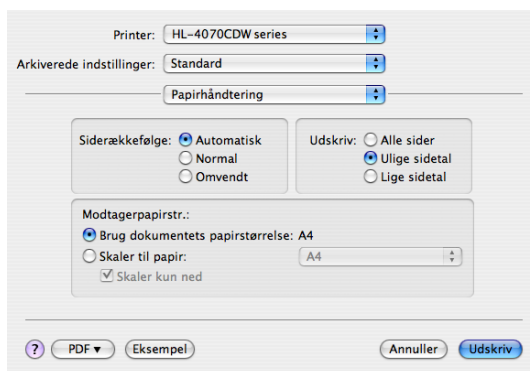 Printer: HL-4070CDW series
Arkiverede indstillinger: Standard
Papirhåndtering
Siderækkefølge: Automatisk
Normal
Omvendt
Udskriv: Alle sider
Ulige sidetal
Lige sidetal
Modtagerpapirstr.:
Brug dokumentets papirstørrelse: A4
Skaler til papir: A4
Skaler kun ned
? PDF Eksempel Annuller Udskriv